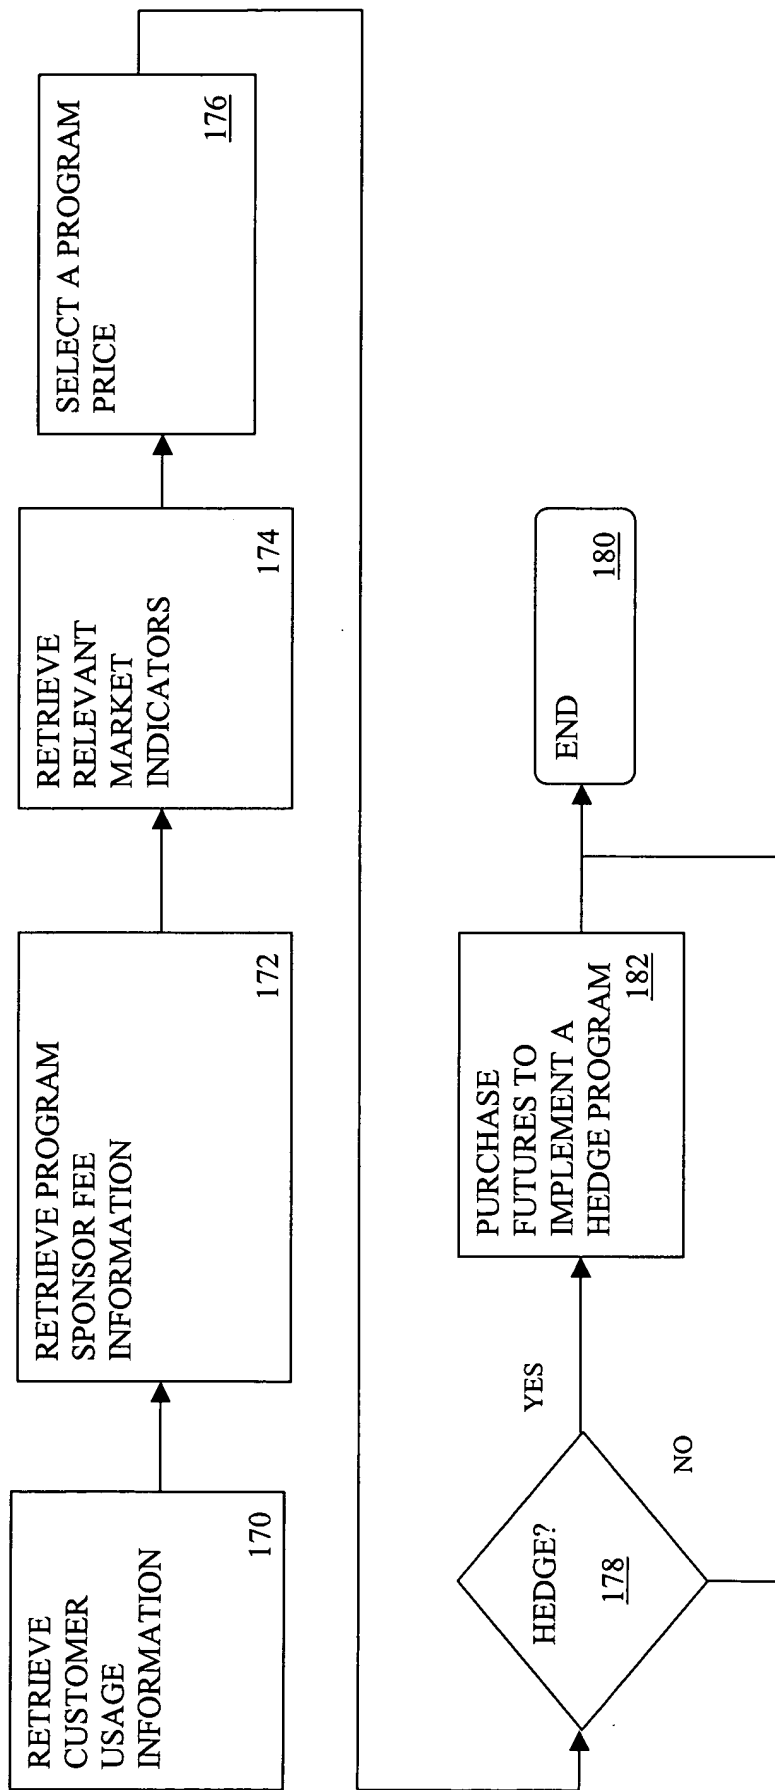 RETRIEVE
CUSTOMER
USAGE
INFORMATION
170
RETRIEVE PROGRAM
SPONSOR FEE
INFORMATION
172
RETRIEVE
RELEVANT
MARKET
INDICATORS
174
SELECT A PROGRAM
PRICE
176
HEDGE?
178
YES
NO
PURCHASE
FUTURES TO
IMPLEMENT A
HEDGE PROGRAM
182
END
180